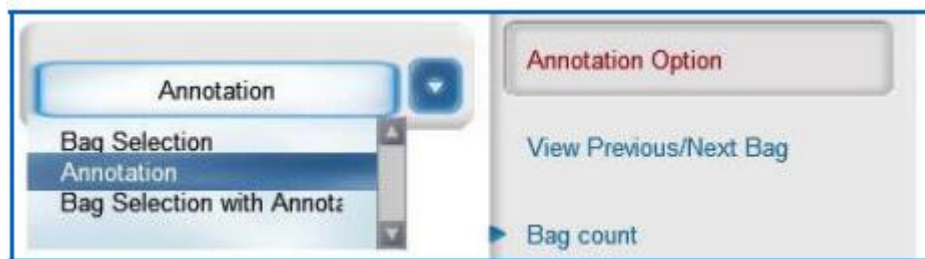 Annotation
Bag Selection
Annotation
Bag Selection with Annota
Annotation Option
View Previous/Next Bag
Bag count